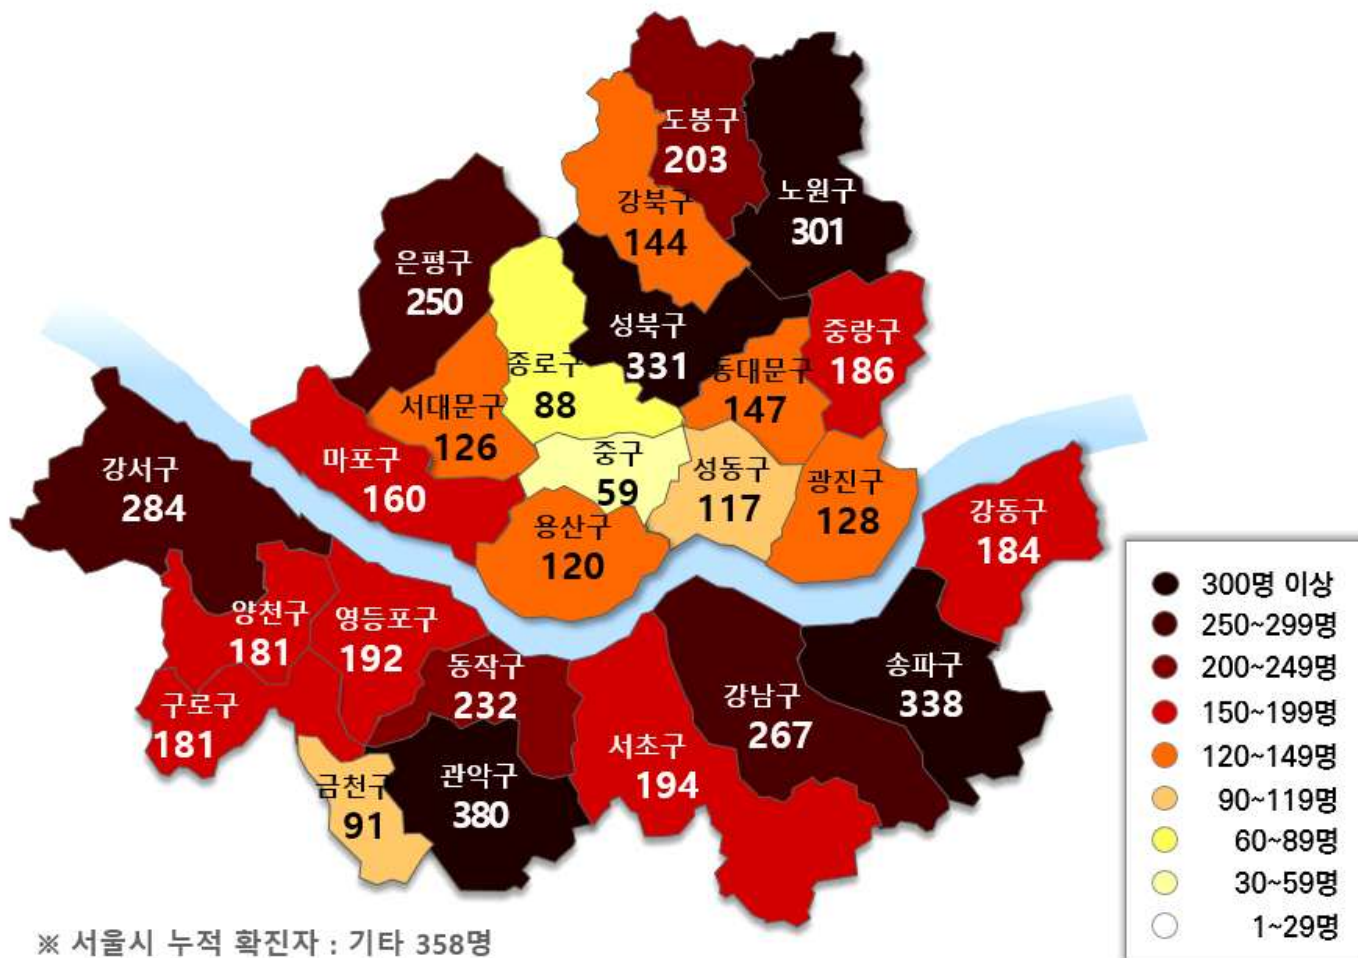 도봉구
203
노원구
301
강북구
144
은평구
250
성북구
331
중랑구
186
종로구
88
동대문구
147
서대문구
126
마포구
160
중구
59
성동구
117
광진구
128
강서구
284
용산구
120
강동구
184
양천구
181
영등포구
192
동작구
232
송파구
338
구로구
181
강남구
267
서초구
194
금천구
91
관악구
380
300명 이상
250~299명
200~249명
150~199명
120~149명
90~119명
60~89명
30~59명
1~29명
※ 서울시 누적 확진자 : 기타 358명